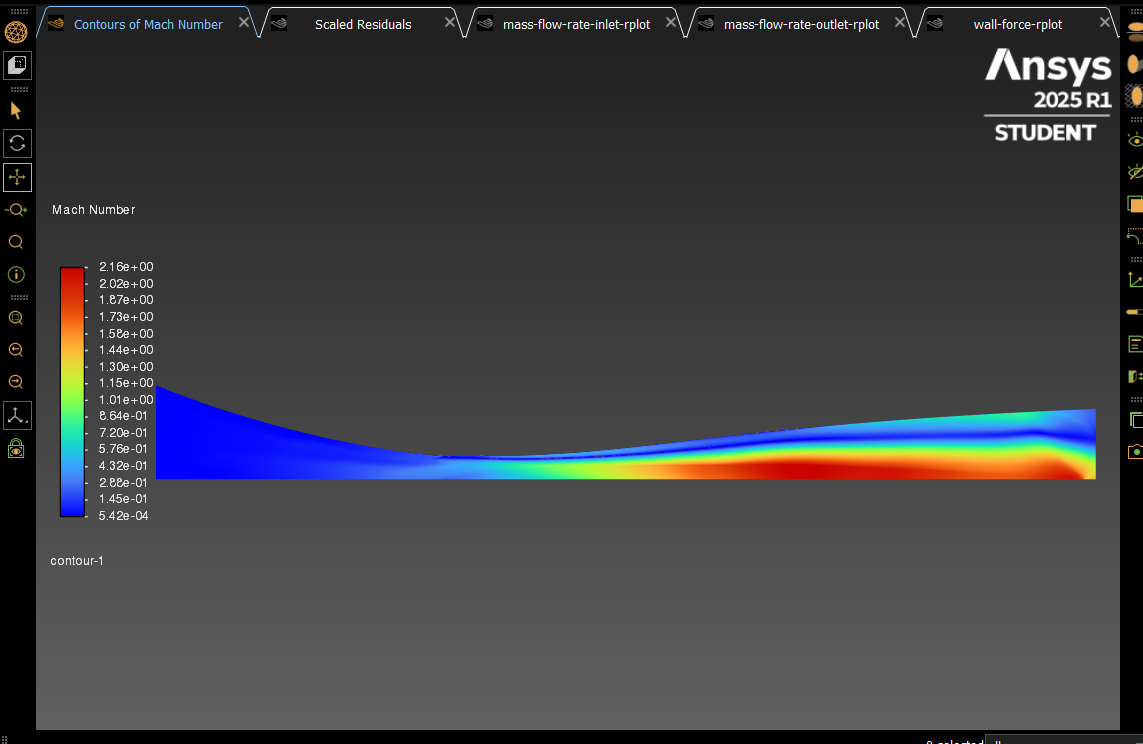 Contours of Mach Number
Scaled Residuals
mass-flow-rate-inlet-rplot
mass-flow-rate-outlet-rplot
wall-force-rplot
Ansys
2025 R1
STUDENT
Mach Number
2.16e+00
2.02e+00
1.87e+00
1.73e+00
1.58e+00
1.44e+00
1.30e+00
1.15e+00
1.01e+00
8.64e-01
7.20e-01
5.76e-01
4.32e-01
2.88e-01
1.45e-01
5.42e-04
contour-1